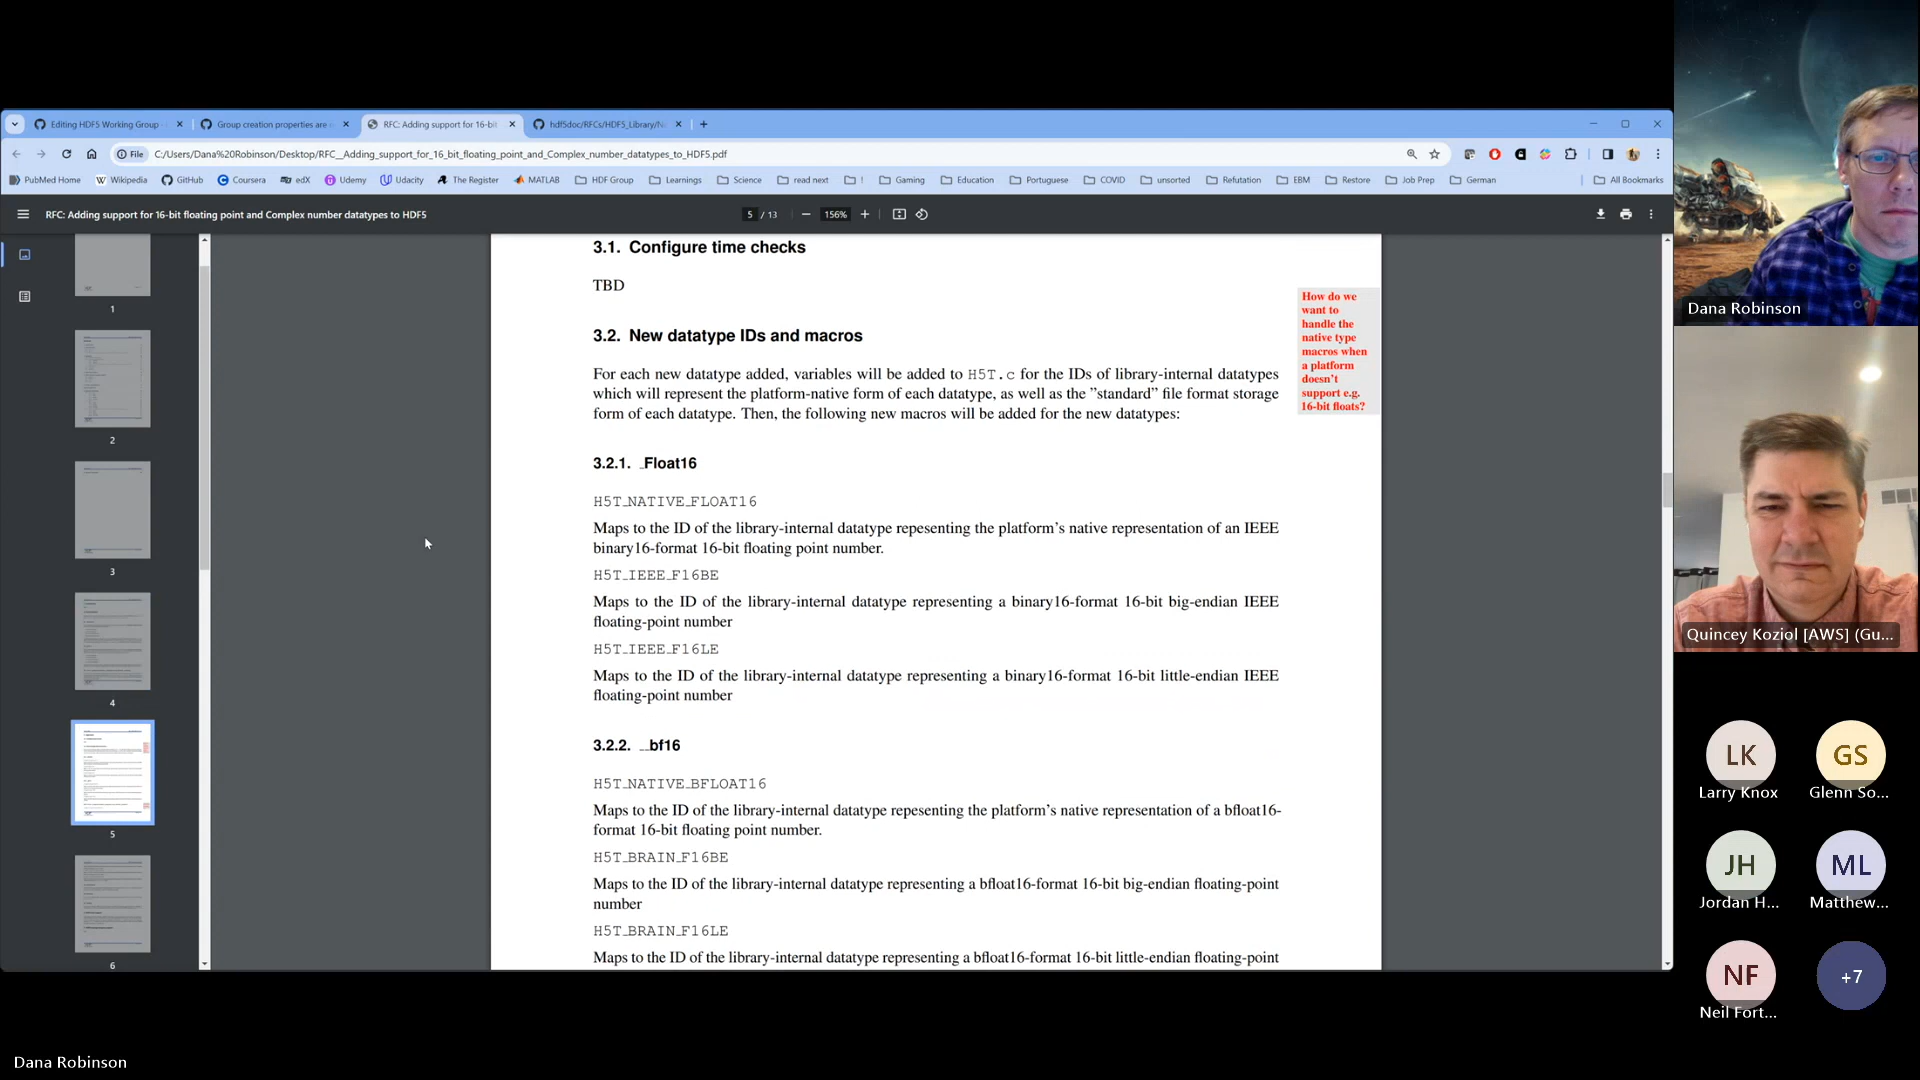 Editing HDF5 Working Group
Group creation properties are
RFC: Adding support for 16-bit
hdf5doc/RFCs/HDF5_Library/N
File
C:/Users/Dana%20Robinson/Desktop/RFC__Adding_support_for_16_bit_floating_point_and_Complex_number_datatypes_to_HDF5.pdf
PubMed Home
Wikipedia
GitHub
Coursera
edX
Udemy
Udacity
The Register
MATLAB
HDF Group
Learnings
Science
read next
!
Gaming
Education
Portuguese
COVID
unsorted
Refutation
EBM
Restore
Job Prep
German
All Bookmarks
RFC: Adding support for 16-bit floating point and Complex number datatypes to HDF5
5 / 13
156%
1
2
3
4
5
6
3.1. Configure time checks
TBD
3.2. New datatype IDs and macros
For each new datatype added, variables will be added to H5T.c for the IDs of library-internal datatypes
which will represent the platform-native form of each datatype, as well as the ”standard” file format storage
form of each datatype. Then, the following new macros will be added for the new datatypes:
How do we
want to
handle the
native type
macros when
a platform
doesn't
support e.g.
16-bit floats?
3.2.1. _Float16
H5T_NATIVE_FLOAT16
Maps to the ID of the library-internal datatype repesenting the platform's native representation of an IEEE
binary16-format 16-bit floating point number.
H5T_IEEE_F16BE
Maps to the ID of the library-internal datatype representing a binary16-format 16-bit big-endian IEEE
floating-point number
H5T_IEEE_F16LE
Maps to the ID of the library-internal datatype representing a binary16-format 16-bit little-endian IEEE
floating-point number
3.2.2. __bf16
H5T_NATIVE_BFLOAT16
Maps to the ID of the library-internal datatype repesenting the platform's native representation of a bfloat16-
format 16-bit floating point number.
H5T_BRAIN_F16BE
Maps to the ID of the library-internal datatype representing a bfloat16-format 16-bit big-endian floating-point
number
H5T_BRAIN_F16LE
Maps to the ID of the library-internal datatype representing a bfloat16-format 16-bit little-endian floating-point
Dana Robinson
Quincey Koziol [AWS] (Gu...
LK
Larry Knox
GS
Glenn So...
JH
Jordan H...
ML
Matthew...
NF
Neil Fort...
+7
Dana Robinson